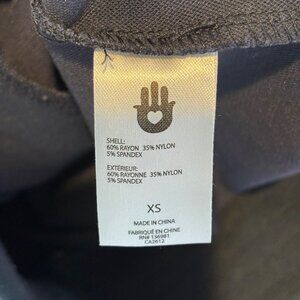 SHELL:
60% RAYON 35% NYLON
5% SPANDEX
EXTÉRIEUR:
60% RAYONNE 35% NYLON
5% SPANDEX
XS
MADE IN CHINA
FABRIQUÉ EN CHINE
RN# 136981
CA2612